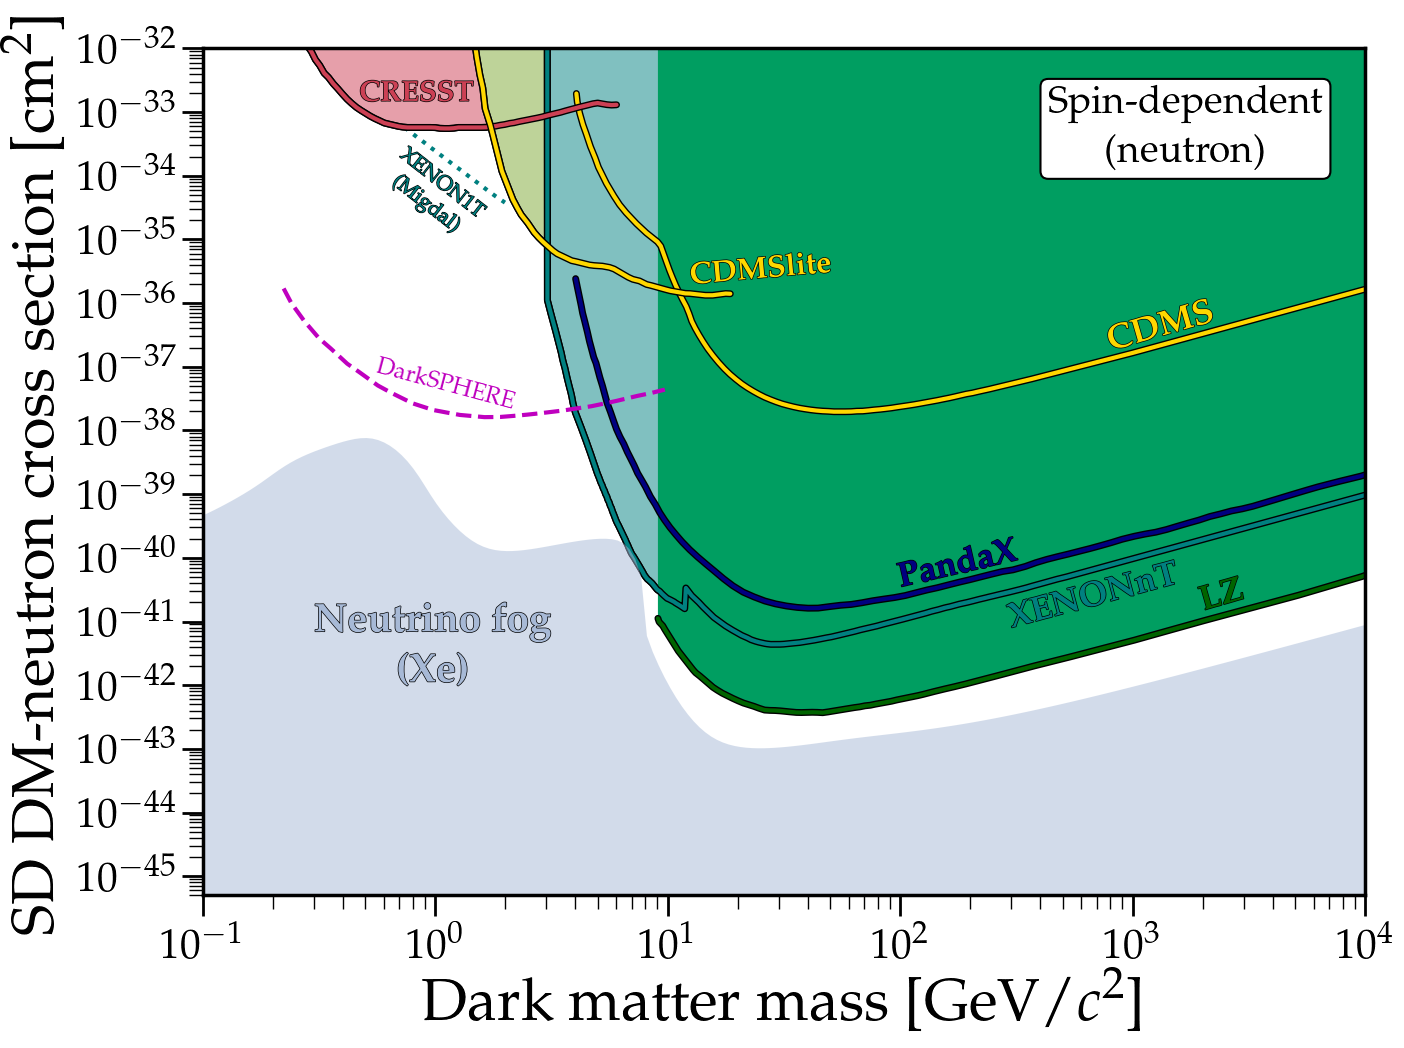 SD DM-neutron cross section [cm²]
10⁻³²
10⁻³³
10⁻³⁴
10⁻³⁵
10⁻³⁶
10⁻³⁷
10⁻³⁸
10⁻³⁹
10⁻⁴⁰
10⁻⁴¹
10⁻⁴²
10⁻⁴³
10⁻⁴⁴
10⁻⁴⁵
Spin-dependent
(neutron)
CRESST
XENON1T
(Migdal)
CDMSlite
CDMS
DarkSPHERE
PandaX
XENONnT
LZ
Neutrino fog
(Xe)
10⁻¹ 10⁰ 10¹ 10² 10³ 10⁴
Dark matter mass [GeV/c²]